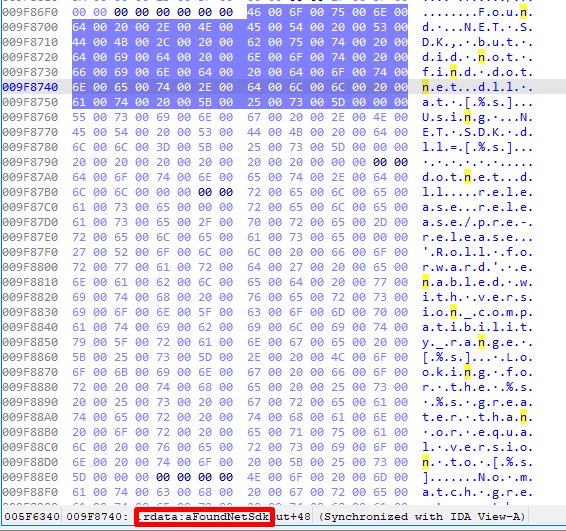 009F86F0 00 00 00 00 00 00 00 00 46 00 6F 00 75 00 6E 00 ........F.o.u.n.
009F8700 64 00 20 00 2E 00 4E 00 45 00 54 00 20 00 53 00 d. ...N.E.T. .S.
009F8710 44 00 4B 00 2C 00 20 00 62 00 75 00 74 00 20 00 D.K.,. .b.u.t. .
009F8720 64 00 69 00 64 00 20 00 6E 00 6F 00 74 00 20 00 d.i.d. .n.o.t. .
009F8730 66 00 69 00 6E 00 64 00 20 00 64 00 6F 00 74 00 f.i.n.d. .d.o.t.
009F8740 6E 00 65 00 74 00 2E 00 64 00 6C 00 6C 00 20 00 n.e.t...d.l.l. .
009F8750 61 00 74 00 20 00 5B 00 25 00 73 00 5D 00 00 00 a.t. .[.%.s.]...
009F8760 55 00 73 00 69 00 6E 00 67 00 20 00 2E 00 4E 00 U.s.i.n.g. ...N.
009F8770 45 00 54 00 20 00 53 00 44 00 4B 00 20 00 64 00 E.T. .S.D.K. .d.
009F8780 6C 00 6C 00 3D 00 5B 00 25 00 73 00 5D 00 00 00 l.l.=.[.%.s.]...
009F8790 20 00 20 00 20 00 20 00 20 00 20 00 20 00 00 00 . . . . . . . .
009F87A0 64 00 6F 00 74 00 6E 00 65 00 74 00 2E 00 64 00 d.o.t.n.e.t...d.
009F87B0 6C 00 6C 00 00 00 00 00 72 00 65 00 6C 00 65 00 l.l.....r.e.l.e.
009F87C0 61 00 73 00 65 00 00 00 72 00 65 00 6C 00 65 00 a.s.e...r.e.l.e.
009F87D0 61 00 73 00 65 00 2F 00 70 00 72 00 65 00 2D 00 a.s.e./.p.r.e.-.
009F87E0 72 00 65 00 6C 00 65 00 61 00 73 00 65 00 00 00 r.e.l.e.a.s.e...
009F87F0 27 00 52 00 6F 00 6C 00 6C 00 20 00 66 00 6F 00 '.R.o.l.l. .f.o.
009F8800 72 00 77 00 61 00 72 00 64 00 27 00 20 00 65 00 r.w.a.r.d.'. .e.
009F8810 6E 00 61 00 62 00 6C 00 65 00 64 00 20 00 77 00 n.a.b.l.e.d. .w.
009F8820 69 00 74 00 68 00 20 00 76 00 65 00 72 00 73 00 i.t.h. .v.e.r.s.
009F8830 69 00 6F 00 6E 00 5F 00 63 00 6F 00 6D 00 70 00 i.o.n._.c.o.m.p.
009F8840 61 00 74 00 69 00 62 00 69 00 6C 00 69 00 74 00 a.t.i.b.i.l.i.t.
009F8850 79 00 5F 00 72 00 61 00 6E 00 67 00 65 00 20 00 y._.r.a.n.g.e. .
009F8860 5B 00 25 00 73 00 5D 00 2E 00 20 00 4C 00 6F 00 [.%.s.]... .L.o.
009F8870 6F 00 6B 00 69 00 6E 00 67 00 20 00 66 00 6F 00 o.k.i.n.g. .f.o.
009F8880 72 00 20 00 74 00 68 00 65 00 20 00 25 00 73 00 r. .t.h.e. .%.s.
009F8890 20 00 25 00 73 00 20 00 67 00 72 00 65 00 61 00 . .%.s. .g.r.e.a.
009F88A0 74 00 65 00 72 00 20 00 74 00 68 00 61 00 6E 00 t.e.r. .t.h.a.n.
009F88B0 20 00 6F 00 72 00 20 00 65 00 71 00 75 00 61 00 . .o.r. .e.q.u.a.
009F88C0 6C 00 20 00 76 00 65 00 72 00 73 00 69 00 6F 00 l. .v.e.r.s.i.o.
009F88D0 6E 00 20 00 74 00 6F 00 20 00 5B 00 25 00 73 00 n. .t.o. .[.%.s.
009F88E0 5D 00 00 00 00 00 00 00 4E 00 6F 00 20 00 6D 00 ].......N.o. .m.
009F88F0 61 00 74 00 63 00 68 00 20 00 67 00 72 00 65 00 a.t.c.h. .g.r.e.
005F6340 009F8740: .rdata:aFoundNetSdkBut+48 (Synchronized with IDA View-A)